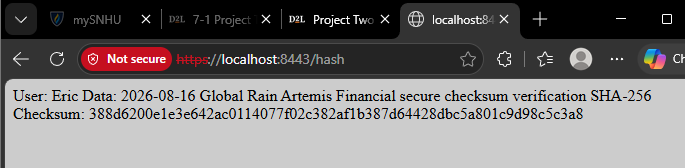 mySNHU
D2L 7-1 Project
D2L Project Two
localhost:84
Not secure https://localhost:8443/hash
Cop
User: Eric Data: 2026-08-16 Global Rain Artemis Financial secure checksum verification SHA-256
Checksum: 388d6200e1e3e642ac0114077f02c382af1b387d64428dbc5a801c9d98c5c3a8